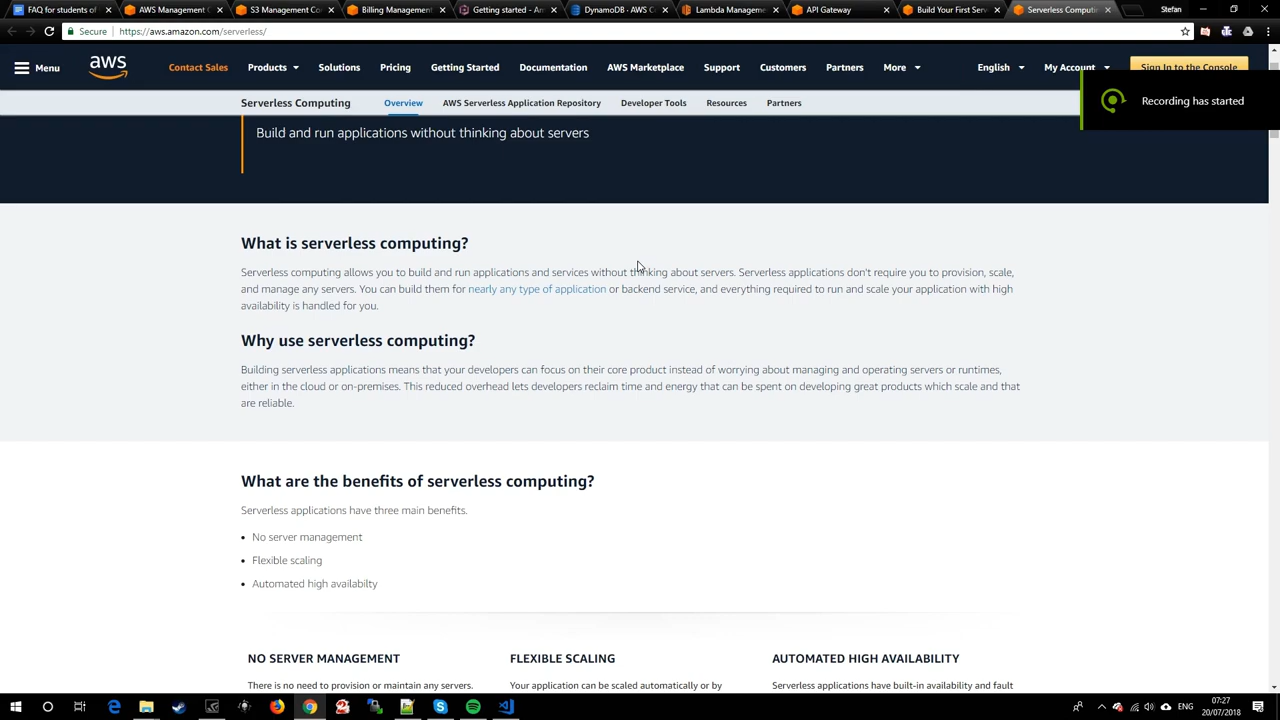 FAQ for students of
AWS Management C
S3 Management Co
Billing Management
Getting started - Am
DynamoDB - AWS Co
Lambda Manageme
API Gateway
Build Your First Serv
Serverless Computi
Stefan
Secure
https://aws.amazon.com/serverless/
Menu
aws
Contact Sales
Products
Solutions
Pricing
Getting Started
Documentation
AWS Marketplace
Support
Customers
Partners
More
English
My Account
Sign In to the Console
Serverless Computing
Overview
AWS Serverless Application Repository
Developer Tools
Resources
Partners
Recording has started
Build and run applications without thinking about servers
What is serverless computing?
Serverless computing allows you to build and run applications and services without thinking about servers. Serverless applications don't require you to provision, scale,
and manage any servers. You can build them for nearly any type of application or backend service, and everything required to run and scale your application with high
availability is handled for you.
Why use serverless computing?
Building serverless applications means that your developers can focus on their core product instead of worrying about managing and operating servers or runtimes,
either in the cloud or on-premises. This reduced overhead lets developers reclaim time and energy that can be spent on developing great products which scale and that
are reliable.
What are the benefits of serverless computing?
Serverless applications have three main benefits.
• No server management
• Flexible scaling
• Automated high availabilty
NO SERVER MANAGEMENT
FLEXIBLE SCALING
AUTOMATED HIGH AVAILABILITY
There is no need to provision or maintain any servers.
Your application can be scaled automatically or by
Serverless applications have built-in availability and fault
ENG
07:27
20/07/2018